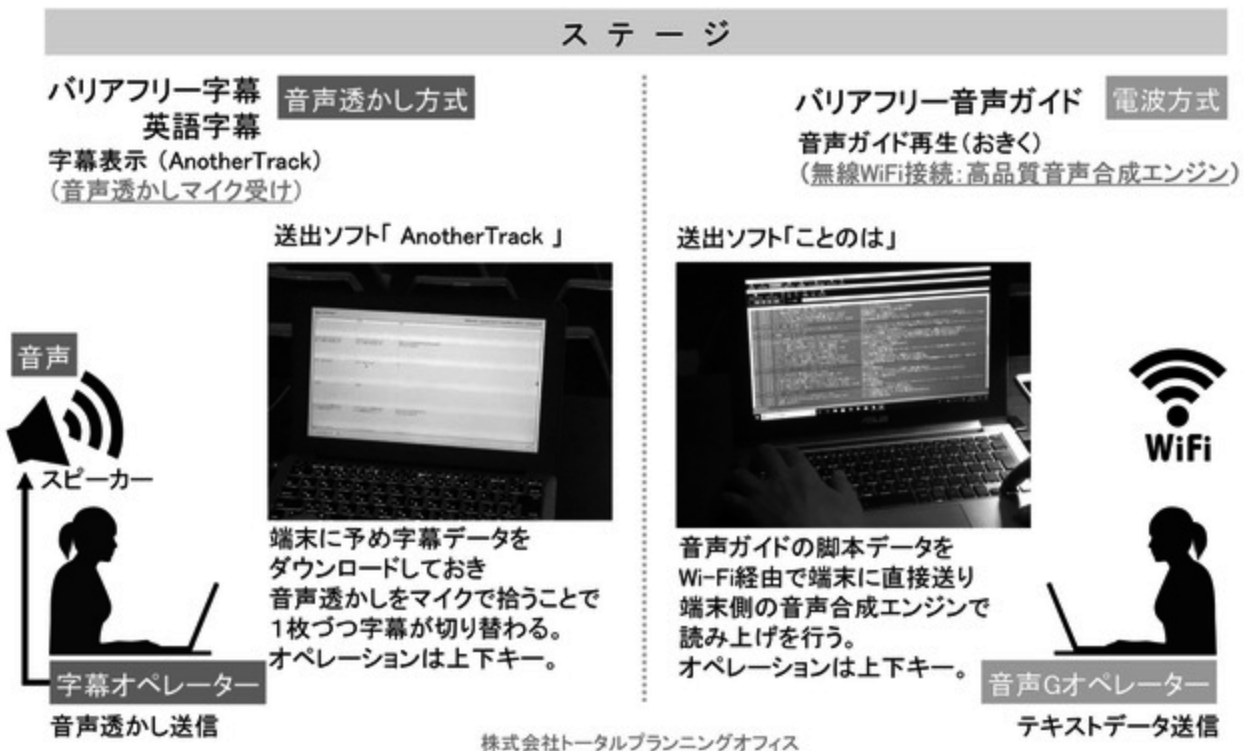 ステージ
バリアフリー字幕
英語字幕
音声透かし方式
字幕表示 (AnotherTrack)
(音声透かしマイク受け)
送出ソフト「 AnotherTrack 」
音声
スピーカー
端末に予め字幕データを
ダウンロードしておき
音声透かしをマイクで拾うことで
1枚づつ字幕が切り替わる。
オペレーションは上下キー。
字幕オペレーター
音声透かし送信
バリアフリー音声ガイド
電波方式
音声ガイド再生(おきく)
(無線WiFi接続:高品質音声合成エンジン)
送出ソフト「ことのは」
WiFi
音声ガイドの脚本データを
Wi-Fi経由で端末に直接送り
端末側の音声合成エンジンで
読み上げを行う。
オペレーションは上下キー。
音声Gオペレーター
テキストデータ送信
株式会社トータルプランニングオフィス